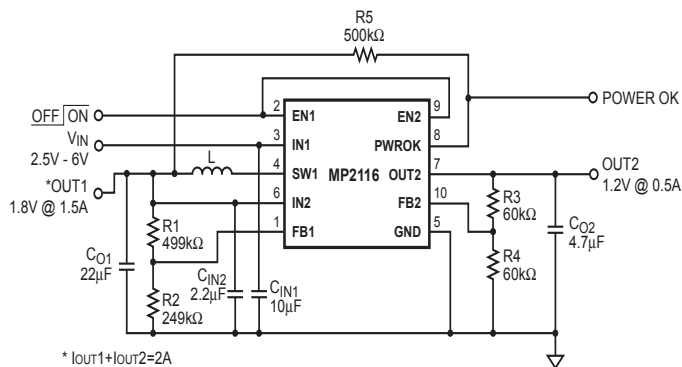 R5
500kΩ
OFF ON
VIN
2.5V - 6V
*OUT1
1.8V @ 1.5A
L
2
EN1
3
IN1
4
SW1
6
IN2
1
FB1
MP2116
9
EN2
8
PWROK
7
OUT2
10
FB2
5
GND
POWER OK
OUT2
1.2V @ 0.5A
R1
499kΩ
R2
249kΩ
CO1
22µF
CIN2
2.2µF
CIN1
10µF
R3
60kΩ
R4
60kΩ
CO2
4.7µF
* IOUT1+IOUT2=2A